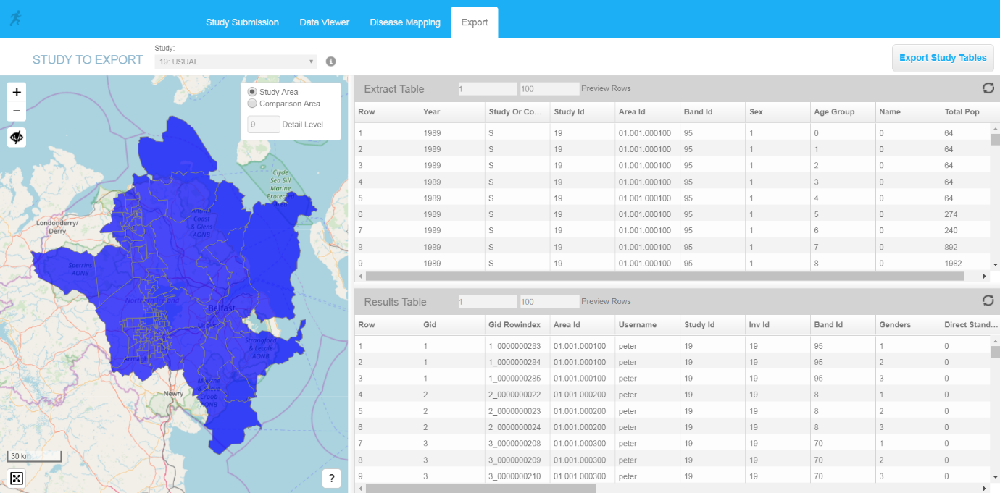 Study Submission Data Viewer Disease Mapping Export
STUDY TO EXPORT
Study:
19: USUAL
Export Study Tables
+
−
Study Area
Comparison Area
9 Detail Level
Clyde
Sea Sill
Marine
Protected
Area
Londonderry/
Derry
Antrim
Coast
& Glens
AONB
Sperrins
AONB
Northern Ireland
Belfast
Lisburn
Strangford
& Lecale
AONB
Armagh
Newry
Mourne
&
Croob
AONB
30 km
?
Extract Table 1 100 Preview Rows
Row Year Study Or Co... Study Id Area Id Band Id Sex Age Group Name Total Pop
1 1989 S 19 01.001.000100 95 1 0 0 64
2 1989 S 19 01.001.000100 95 1 1 0 64
3 1989 S 19 01.001.000100 95 1 2 0 64
4 1989 S 19 01.001.000100 95 1 3 0 64
5 1989 S 19 01.001.000100 95 1 4 0 64
6 1989 S 19 01.001.000100 95 1 5 0 274
7 1989 S 19 01.001.000100 95 1 6 0 240
8 1989 S 19 01.001.000100 95 1 7 0 892
9 1989 S 19 01.001.000100 95 1 8 0 1982
Results Table 1 100 Preview Rows
Row Gid Gid Rowindex Area Id Username Study Id Inv Id Band Id Genders Direct Stand...
1 1 1_0000000283 01.001.000100 peter 19 19 95 1 0
2 1 1_0000000284 01.001.000100 peter 19 19 95 2 0
3 1 1_0000000285 01.001.000100 peter 19 19 95 3 0
4 2 2_0000000022 01.001.000200 peter 19 19 8 1 0
5 2 2_0000000023 01.001.000200 peter 19 19 8 2 0
6 2 2_0000000024 01.001.000200 peter 19 19 8 3 0
7 3 3_0000000208 01.001.000300 peter 19 19 70 1 0
8 3 3_0000000209 01.001.000300 peter 19 19 70 2 0
9 3 3_0000000210 01.001.000300 peter 19 19 70 3 0